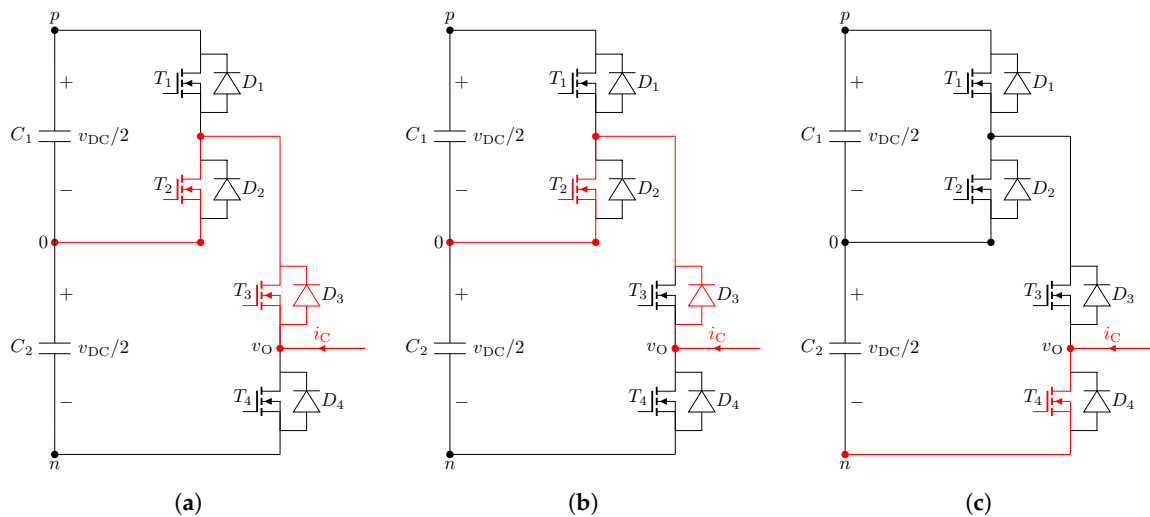 p
T1
D1
+
C1
vDC/2
−
T2
D2
0
+
T3
D3
iC
C2
vDC/2
vO
−
T4
D4
n
(a)
p
T1
D1
+
C1
vDC/2
−
T2
D2
0
+
T3
D3
iC
C2
vDC/2
vO
−
T4
D4
n
(b)
p
T1
D1
+
C1
vDC/2
−
T2
D2
0
+
T3
D3
iC
C2
vDC/2
vO
−
T4
D4
n
(c)